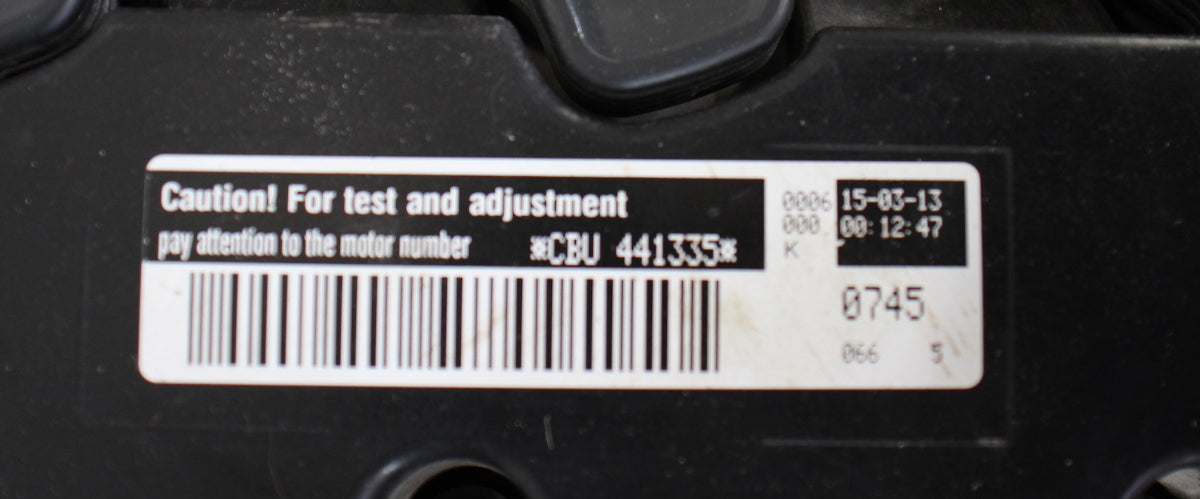 Caution! For test and adjustment
pay attention to the motor number *CBU 441335*
0006 15-03-13
000 00:12:47
K
0745
066 5